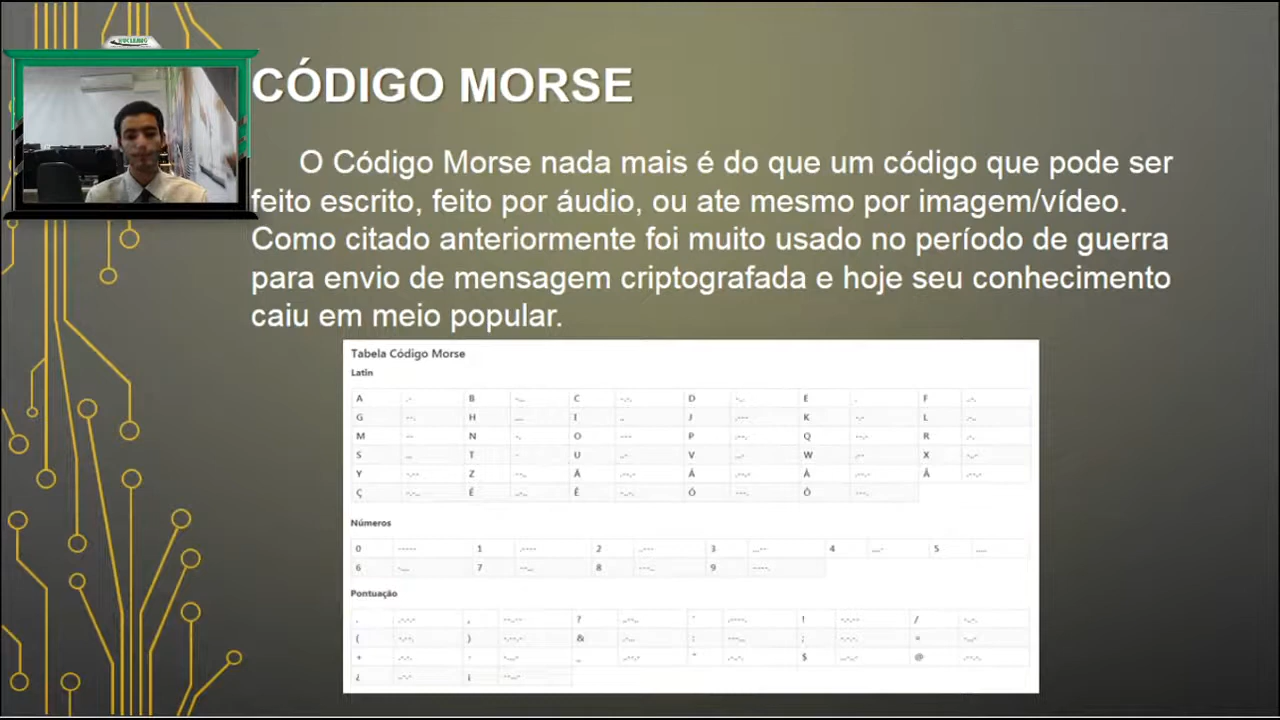 CÓDIGO MORSE
O Código Morse nada mais é do que um código que pode ser
feito escrito, feito por áudio, ou ate mesmo por imagem/vídeo.
Como citado anteriormente foi muito usado no período de guerra
para envio de mensagem criptografada e hoje seu conhecimento
caiu em meio popular.
Tabela Código Morse
Latin
A .- B -... C -.-. D -.. E . F ..-.
G --. H .... I .. J .--- K -.- L .-..
M -- N -. O --- P .--. Q --.- R .-.
S ... T - U ..- V ...- W .-- X -..-
Y -.-- Z --..
Ç -.-..
Números
0 ----- 1 .---- 2 ..--- 3 ...-- 4 ....- 5 .....
6 -.... 7 --... 8 ---.. 9 ----.
Pontuação
. .-.-.- , --..-- ? ..--.. ' .----. ! -.-.-- / -..-.
( -.--. ) -.--.- & .-... : ---... ; -.-.-. = -...-
+ .-.-. - -....- _ ..--.- " .-..-. $ ...-..- @ .--.-.
¿ ..-.- ¡ --...-